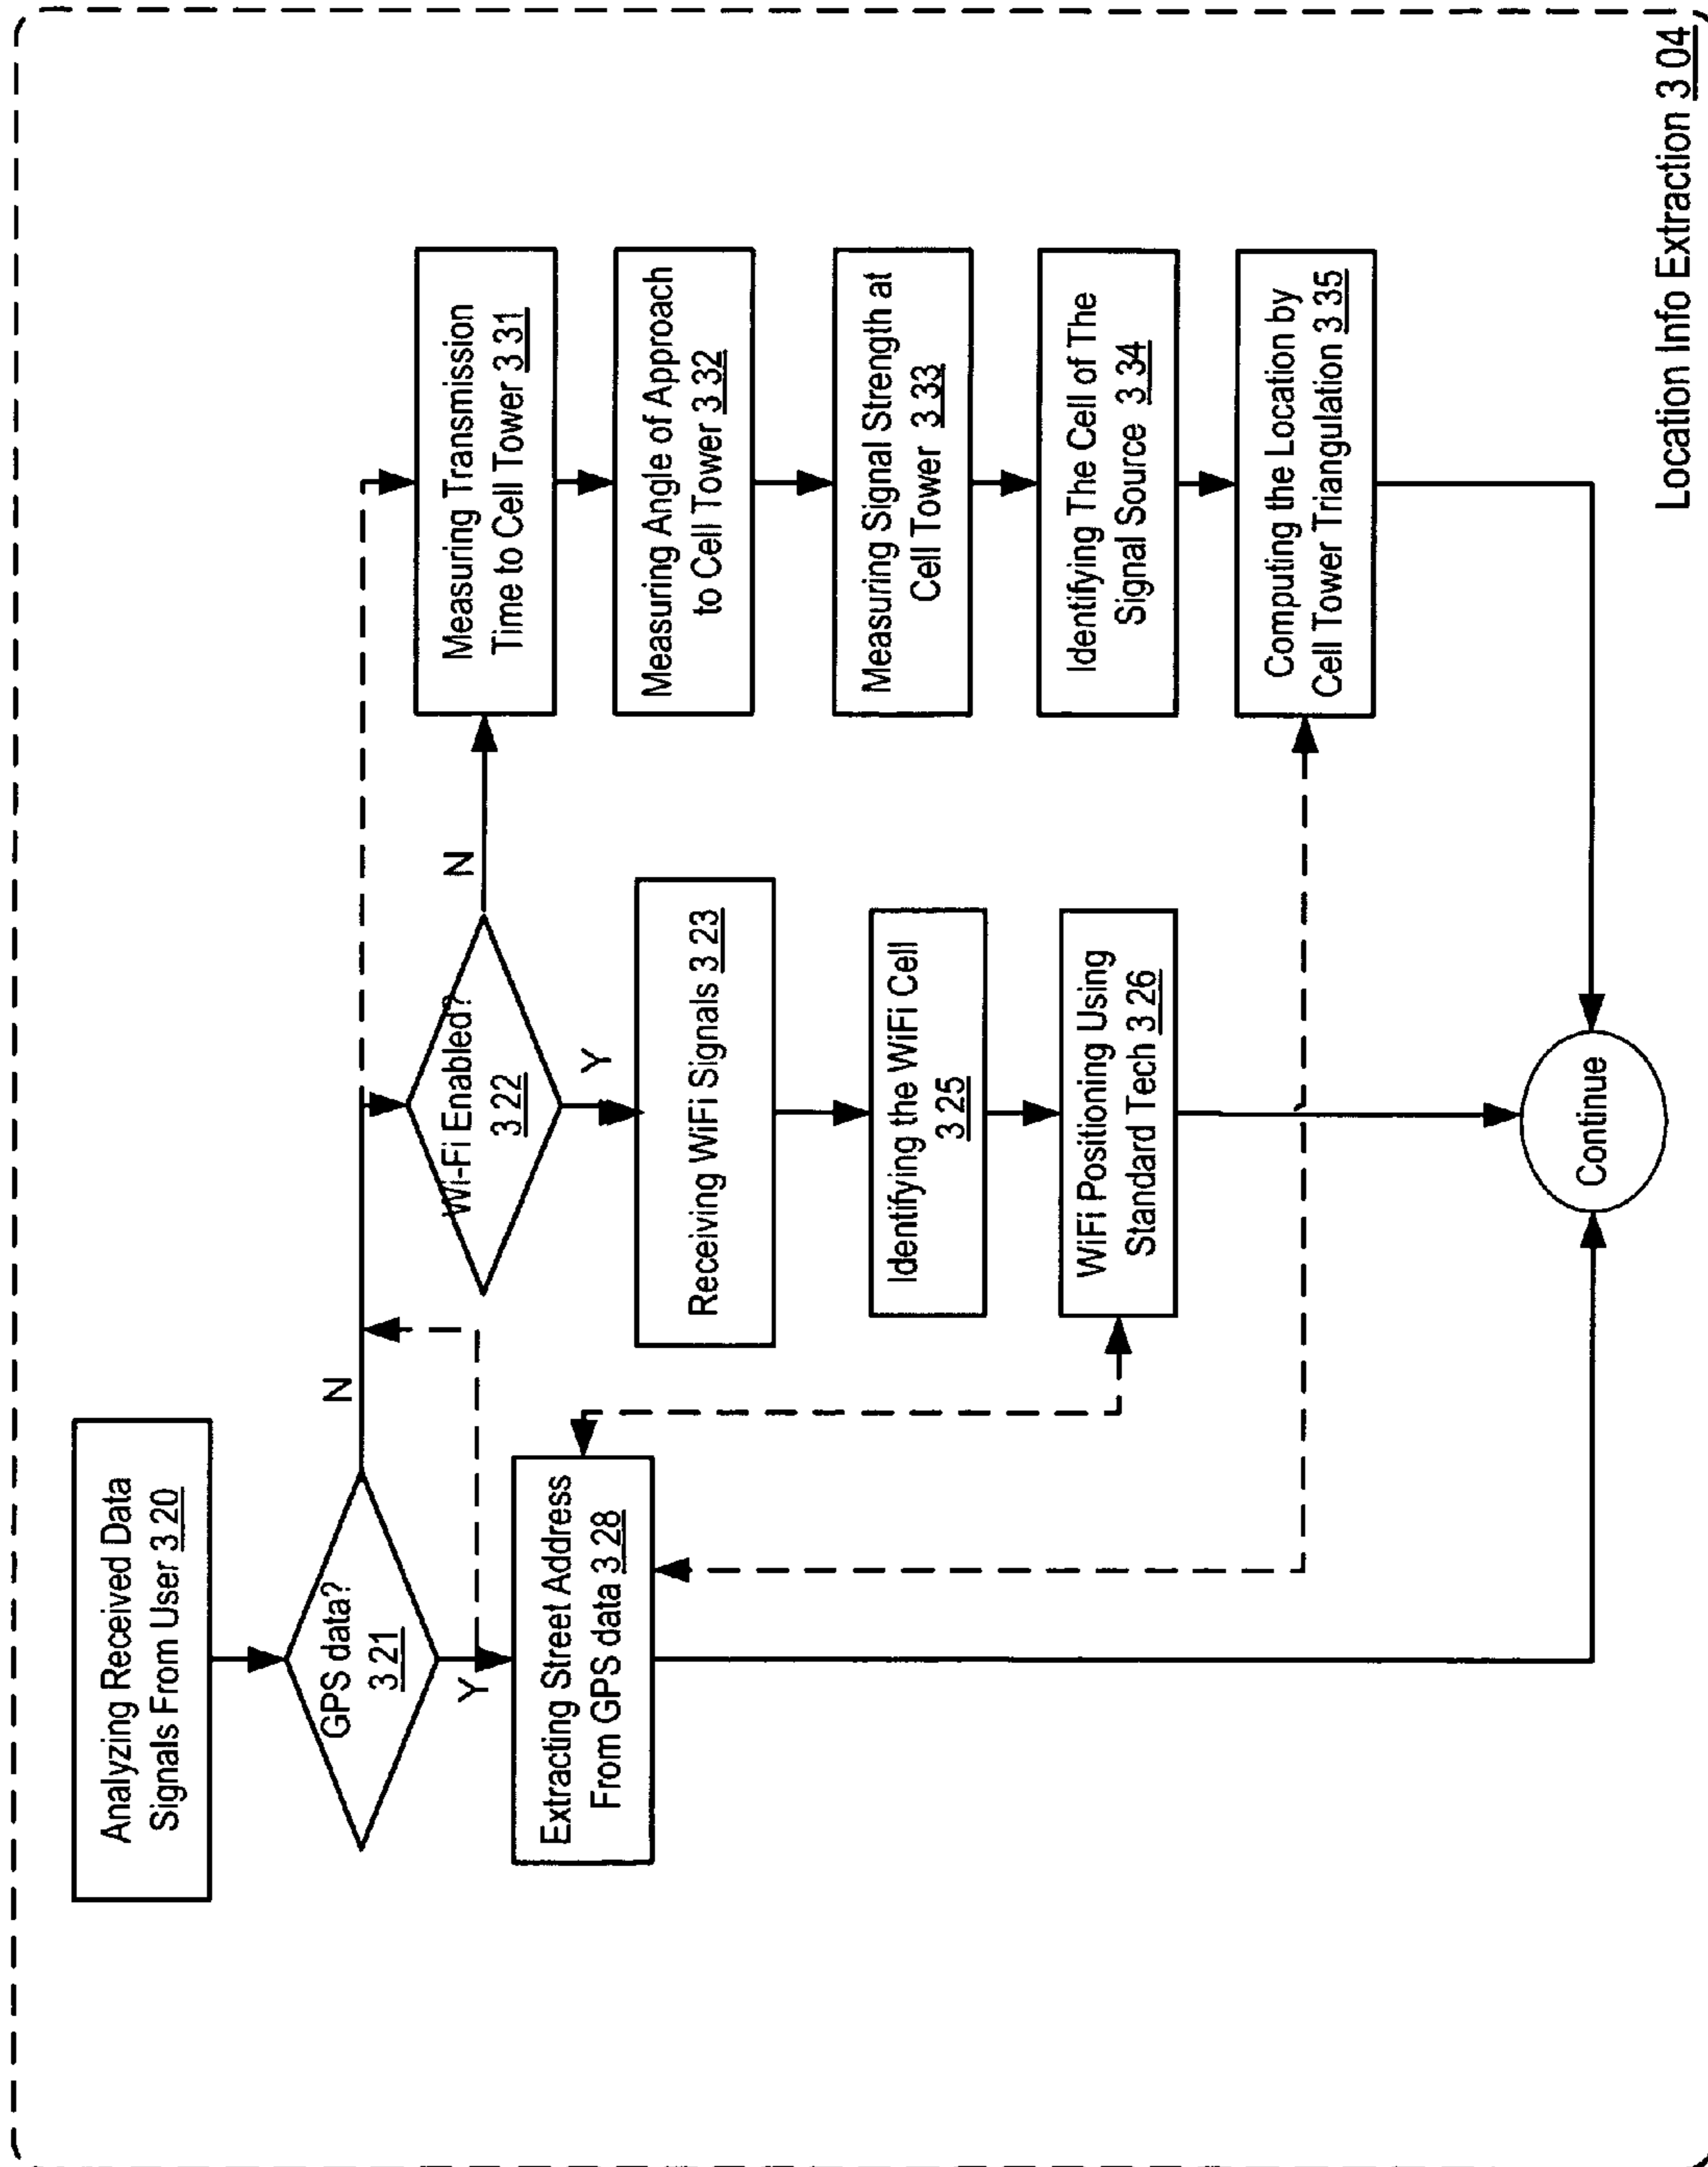 Analyzing Received Data
Signals From User 3 20
GPS data?
3 21
N
Y
Extracting Street Address
From GPS data 3 28
Wi-Fi Enabled?
3 22
N
Y
Receiving WiFi Signals 3 23
Identifying the WiFi Cell
3 25
WiFi Positioning Using
Standard Tech 3 26
Measuring Transmission
Time to Cell Tower 3 31
Measuring Angle of Approach
to Cell Tower 3 32
Measuring Signal Strength at
Cell Tower 3 33
Identifying The Cell of The
Signal Source 3 34
Computing the Location by
Cell Tower Triangulation 3 35
Continue
Location Info Extraction 3 04